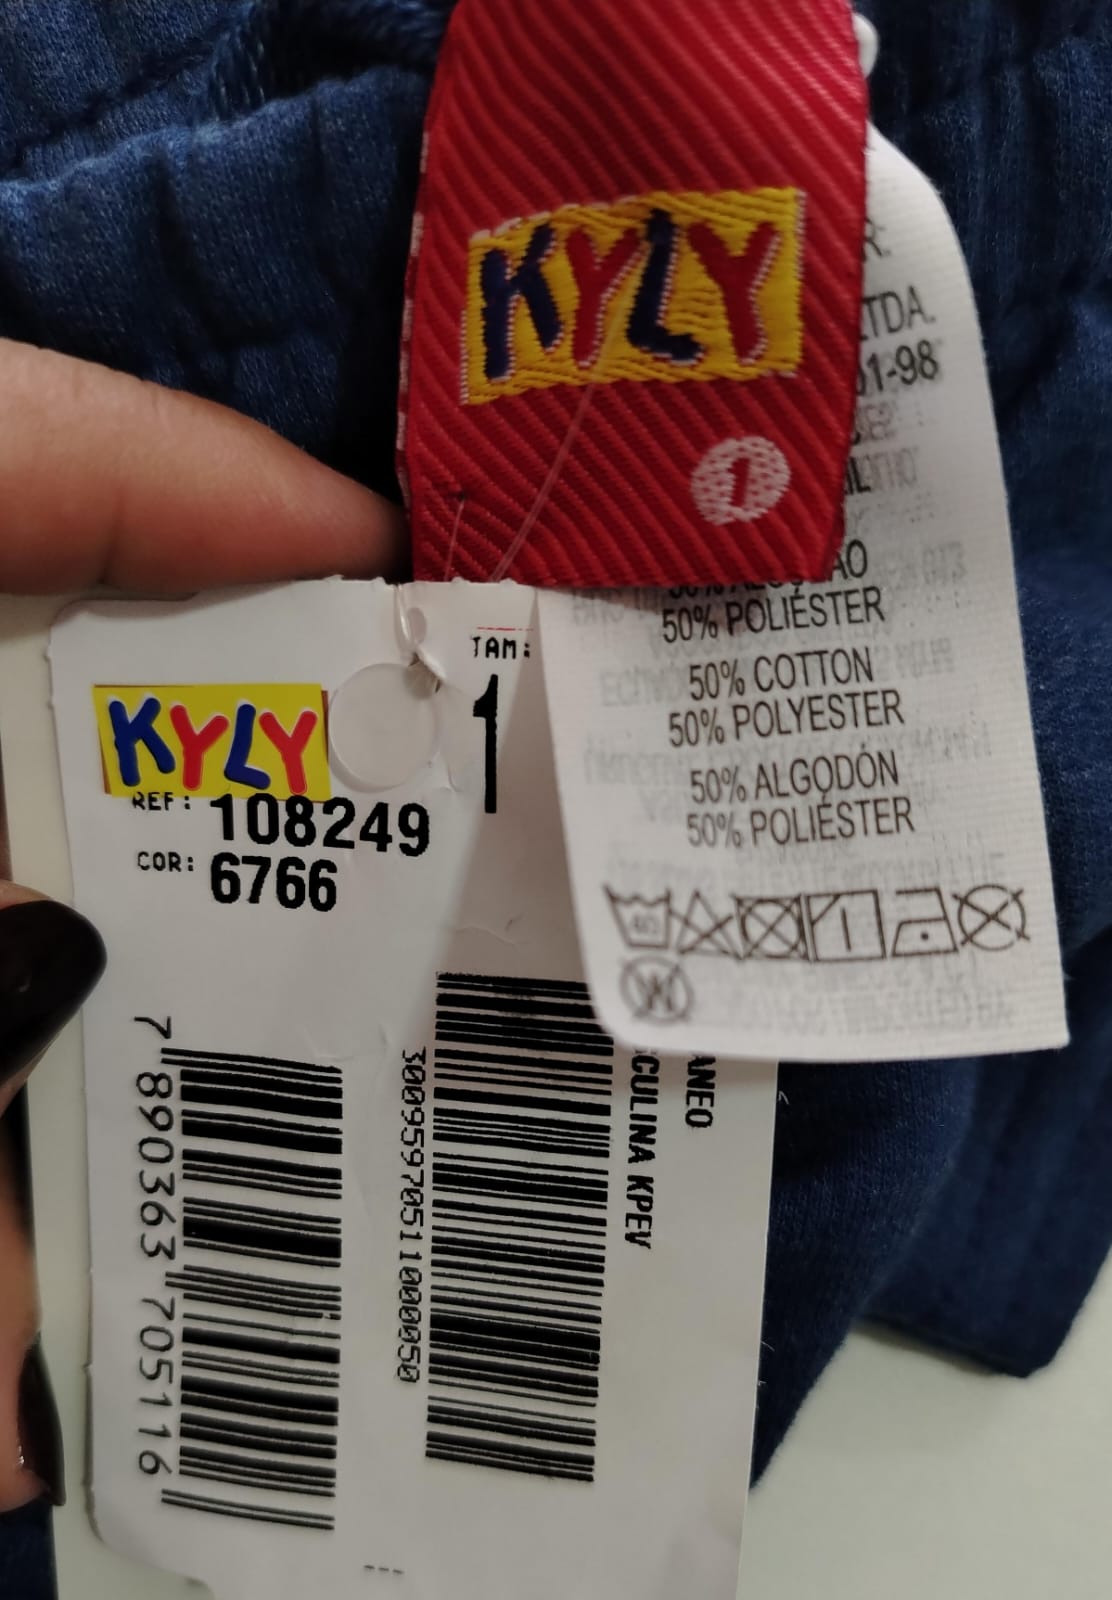 KYLY
1
R:
LTDA.
01-98
50% POLIÉSTER
50% COTTON
50% POLYESTER
50% ALGODÓN
50% POLIÉSTER
40
W
TAM:
1
KYLY
REF: 108249
COR: 6766
7 890363 705116
3009597051100050
ANEO
CULINA KPEV